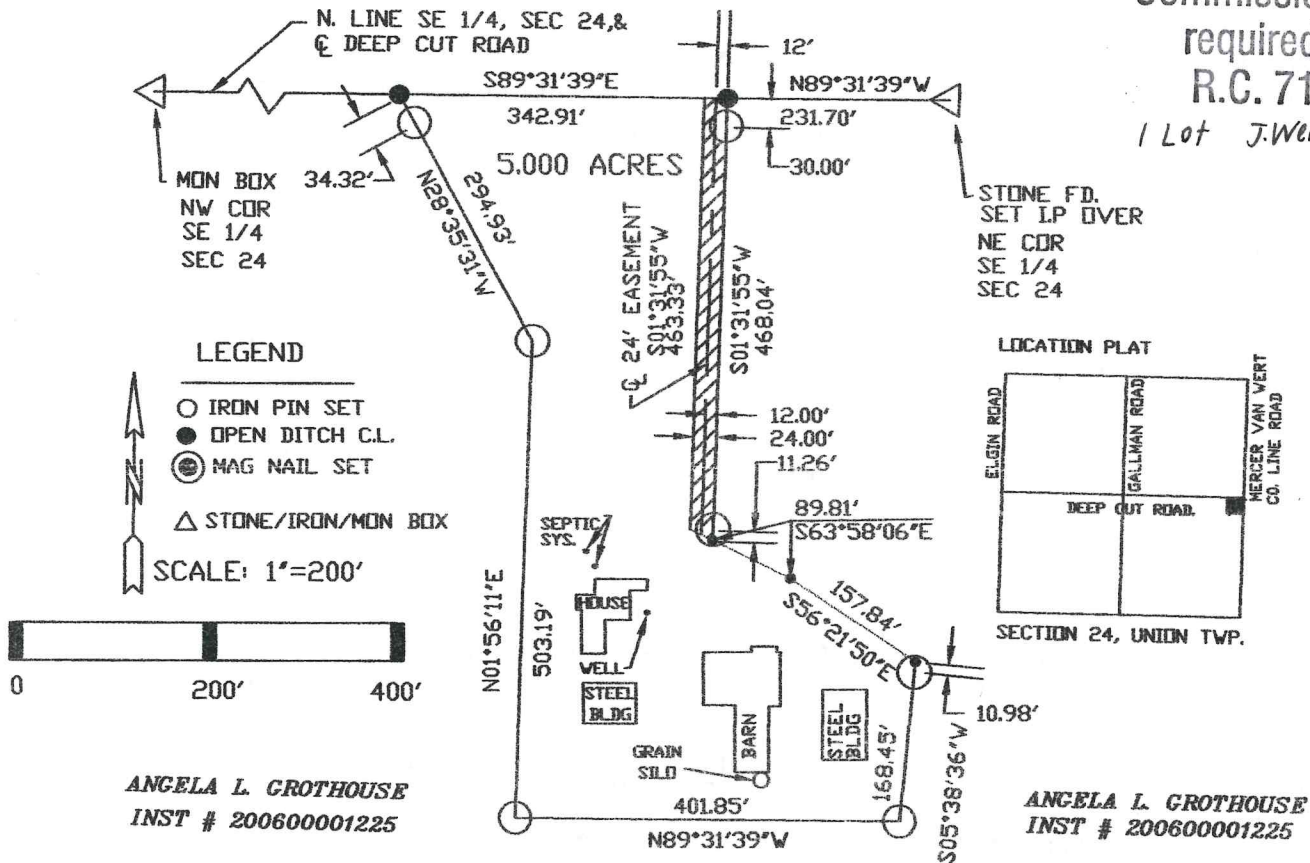 N. LINE SE 1/4, SEC 24,&
℄ DEEP CUT ROAD
12'
required
R.C. 71
1 Lot
S89°31'39"E
N89°31'39"W
342.91'
231.70'
5.000 ACRES
30.00'
34.32'
MON BOX
NW COR
SE 1/4
SEC 24
294.93'
N28°35'31"W
℄ 24' EASEMENT
S01°31'55"W
463.33'
S01°31'55"W
468.04'
STONE FD.
SET I.P OVER
NE COR
SE 1/4
SEC 24
LEGEND
IRON PIN SET
OPEN DITCH C.L.
MAG NAIL SET
STONE/IRON/MON BOX
N
SCALE: 1"=200'
0
200'
400'
12.00'
24.00'
11.26'
89.81'
S63°58'06"E
157.84'
S56°21'50"E
LOCATION PLAT
ELGIN ROAD
GALLMAN ROAD
MERCER VAN WERT
CO. LINE ROAD
DEEP CUT ROAD.
SECTION 24, UNION TWP.
SEPTIC
SYS.
HOUSE
WELL
STEEL
BLDG
BARN
STEEL
BLDG
GRAIN
SILO
N01°56'11"E
503.19'
10.98'
168.45'
S05°38'36"W
401.85'
N89°31'39"W
ANGELA L. GROTHOUSE
INST # 200600001225
ANGELA L. GROTHOUSE
INST # 200600001225